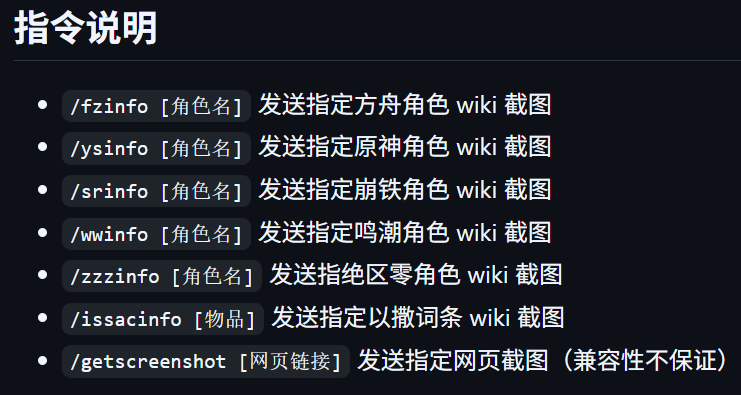 指令说明
/fzinfo [角色名] 发送指定方舟角色 wiki 截图
/ysinfo [角色名] 发送指定原神角色 wiki 截图
/srinfo [角色名] 发送指定崩铁角色 wiki 截图
/wwinfo [角色名] 发送指定鸣潮角色 wiki 截图
/zzzinfo [角色名] 发送指绝区零角色 wiki 截图
/issacinfo [物品] 发送指定以撒词条 wiki 截图
/getscreenshot [网页链接] 发送指定网页截图（兼容性不保证）